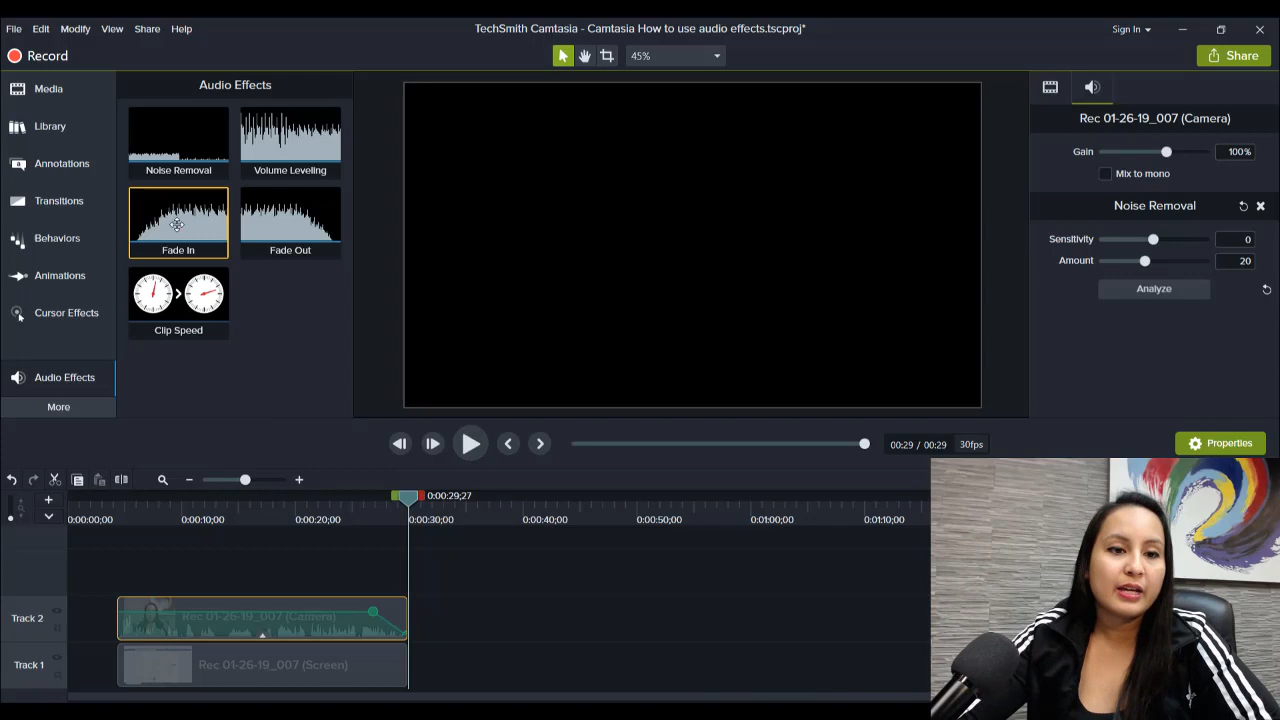 File Edit Modify View Share Help
TechSmith Camtasia - Camtasia How to use audio effects.tscproj*
Sign In
Record
45%
Share
Media
Library
Annotations
Transitions
Behaviors
Animations
Cursor Effects
Audio Effects
More
Audio Effects
Noise Removal
Volume Leveling
Fade In
Fade Out
Clip Speed
Rec 01-26-19_007 (Camera)
Gain 100%
Mix to mono
Noise Removal
Sensitivity 0
Amount 20
Analyze
00:29 / 00:29 30fps
Properties
0:00:29;27
0:00:00;00 0:00:10;00 0:00:20;00 0:00:30;00 0:00:40;00 0:00:50;00 0:01:00;00 0:01:10;00
Track 2
Rec 01-26-19_007 (Camera)
Track 1
Rec 01-26-19_007 (Screen)